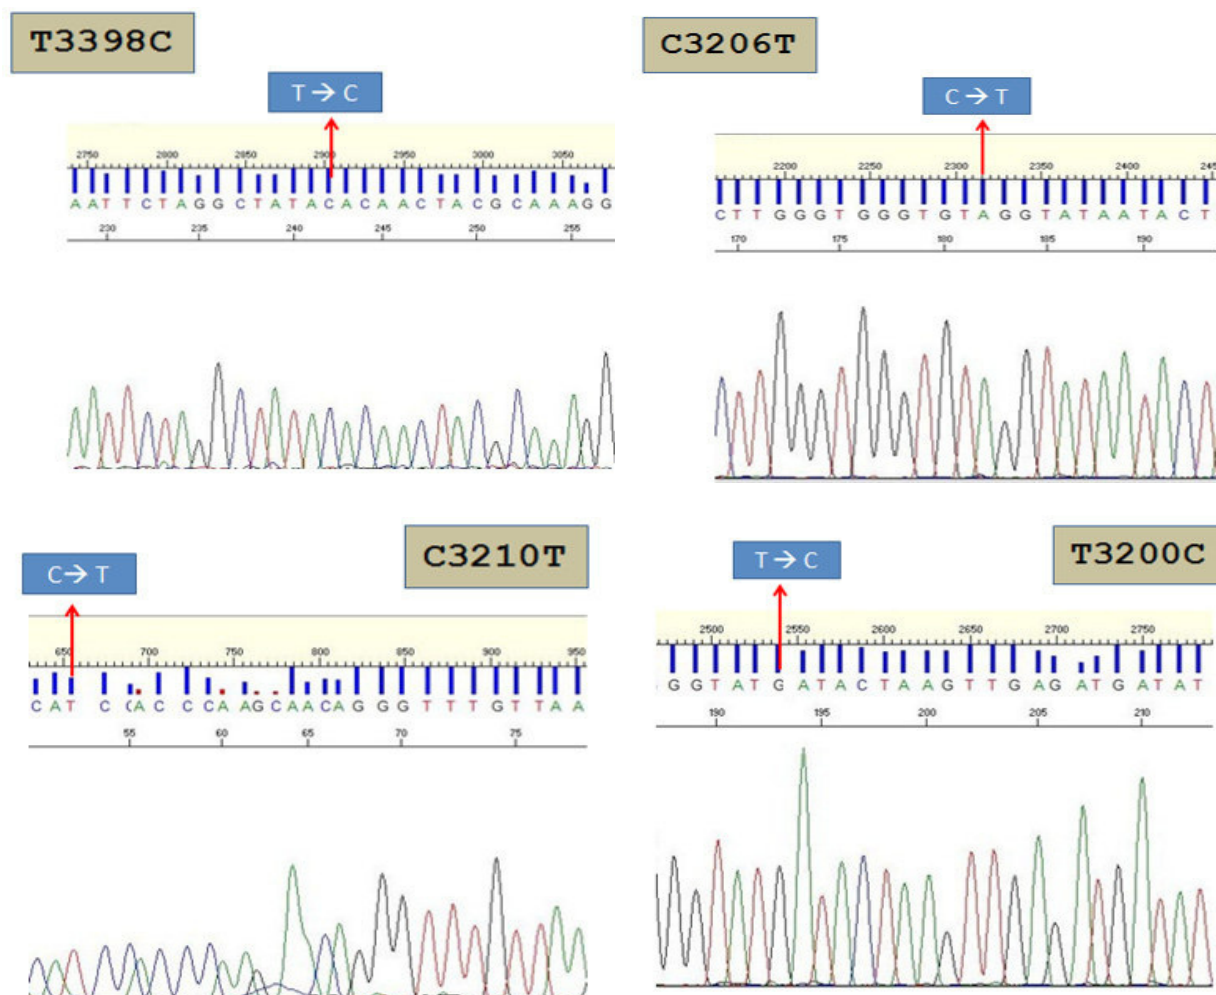 T3398C
T → C
2750 2800 2850 2900 2950 3000 3050
A A T T C T A G G C T A T A C A C A A C T A C G C A A A G G
230 235 240 245 250 255
C3206T
C → T
2200 2250 2300 2350 2400 245
C T T G G G T G G G T G T A G G T A T A A T A C T
170 175 180 185 190
C3210T
C → T
650 700 750 800 850 900 950
C A T C C A C C C A A G C A A C A G G G T T T G T T A A
55 60 65 70 75
T3200C
T → C
2500 2550 2600 2650 2700 2750
G G T A T G A T A C T A A G T T G A G A T G A T A T
190 195 200 205 210